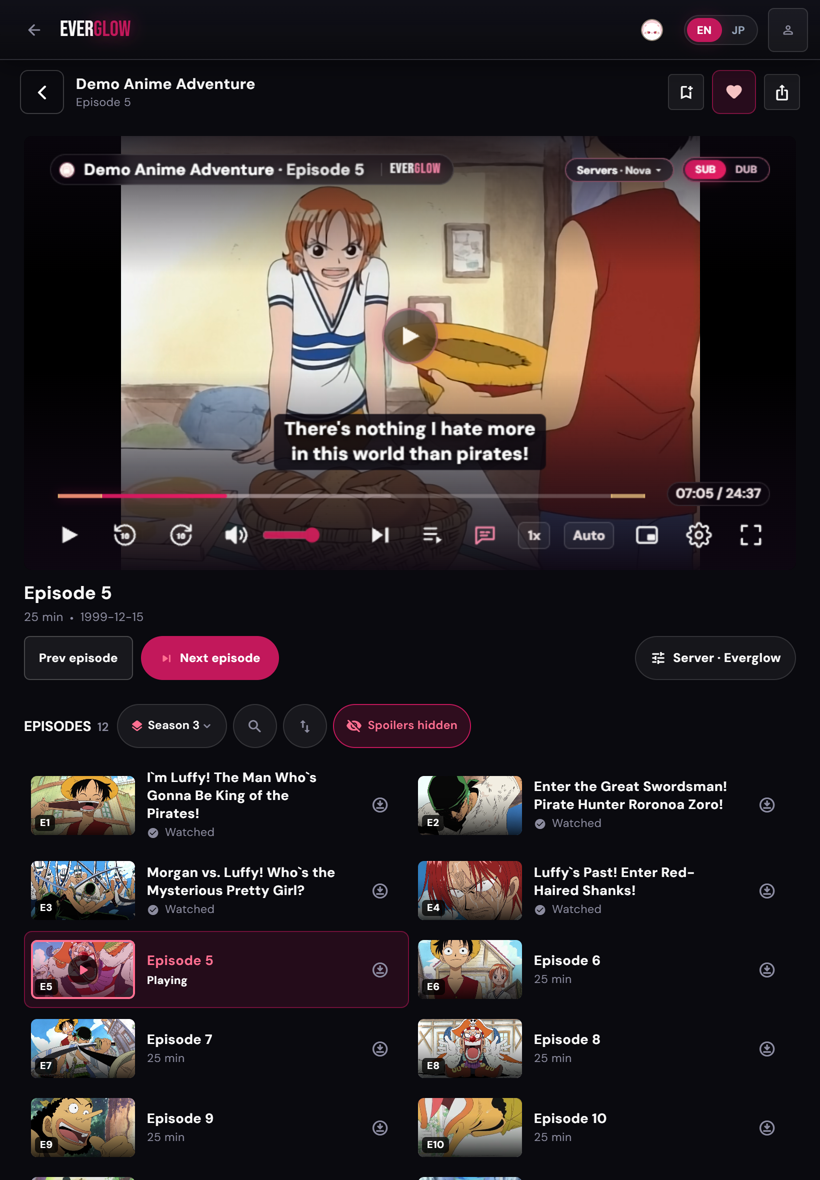 EVERGLOW
EN JP
Demo Anime Adventure
Episode 5
Demo Anime Adventure · Episode 5 EVERGLOW
Servers · Nova
SUB DUB
There's nothing I hate more
in this world than pirates!
07:05 / 24:37
10 10 1x Auto
Episode 5
25 min • 1999-12-15
Prev episode Next episode Server · Everglow
EPISODES 12 Season 3 Spoilers hidden
E1
I`m Luffy! The Man Who`s
Gonna Be King of the
Pirates!
Watched
E2
Enter the Great Swordsman!
Pirate Hunter Roronoa Zoro!
Watched
E3
Morgan vs. Luffy! Who`s the
Mysterious Pretty Girl?
Watched
E4
Luffy`s Past! Enter Red-
Haired Shanks!
Watched
E5
Episode 5
Playing
E6
Episode 6
25 min
E7
Episode 7
25 min
E8
Episode 8
25 min
E9
Episode 9
25 min
E10
Episode 10
25 min